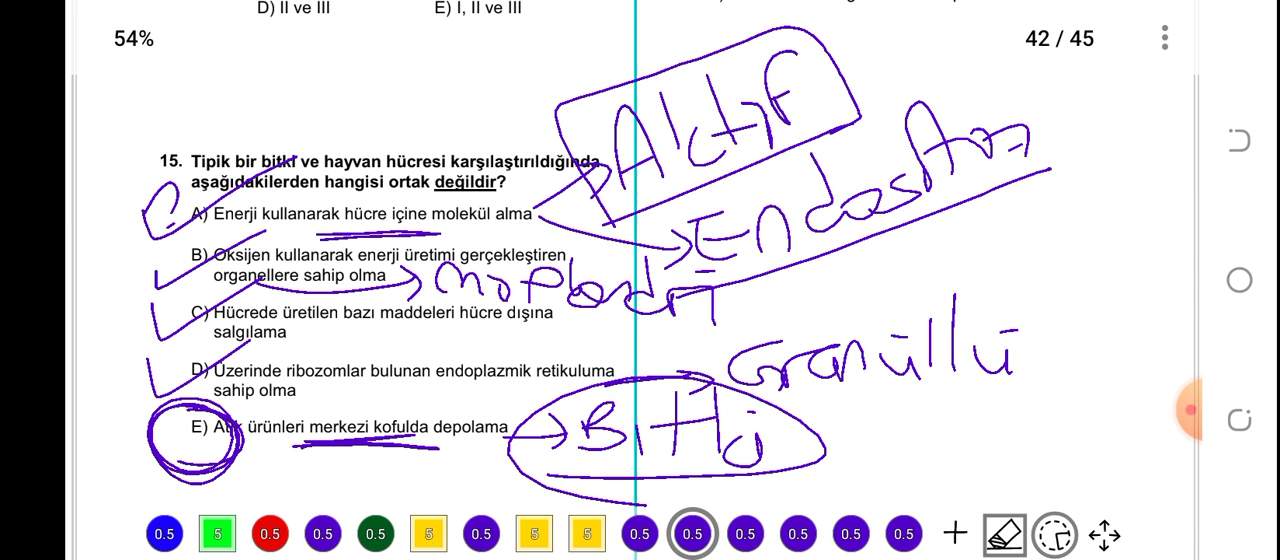 D) II ve III E) I, II ve III
54% 42 / 45
15. Tipik bir bitki ve hayvan hücresi karşılaştırıldığında
aşağıdakilerden hangisi ortak değildir?
A) Enerji kullanarak hücre içine molekül alma
B) Oksijen kullanarak enerji üretimi gerçekleştiren
organellere sahip olma
C) Hücrede üretilen bazı maddeleri hücre dışına
salgılama
D) Üzerinde ribozomlar bulunan endoplazmik retikuluma
sahip olma
E) Atık ürünleri merkezi kofulda depolama
Aktif
Granüllü
0.5 5 0.5 0.5 0.5 5 0.5 5 5 0.5 0.5 0.5 0.5 0.5 0.5